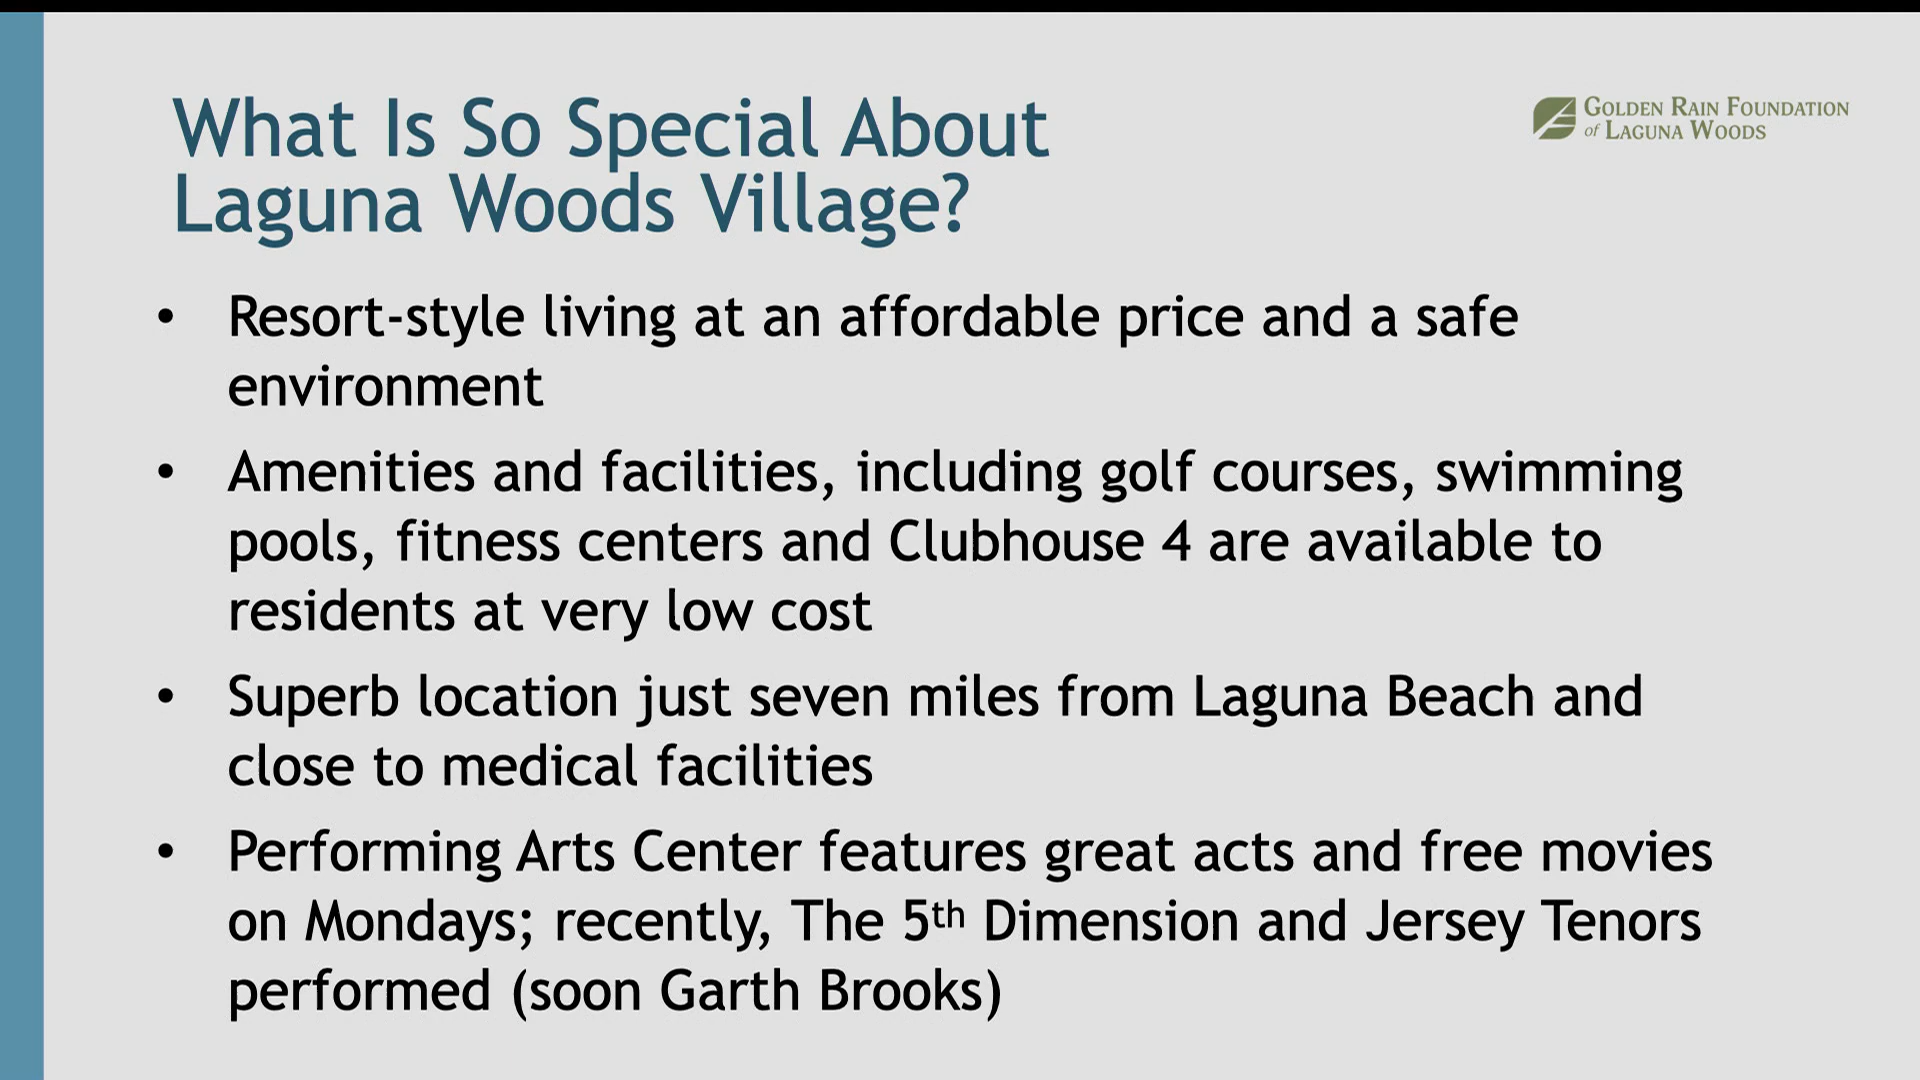 What Is So Special About
Laguna Woods Village?
GOLDEN RAIN FOUNDATION
of LAGUNA WOODS
• Resort-style living at an affordable price and a safe
environment
• Amenities and facilities, including golf courses, swimming
pools, fitness centers and Clubhouse 4 are available to
residents at very low cost
• Superb location just seven miles from Laguna Beach and
close to medical facilities
• Performing Arts Center features great acts and free movies
on Mondays; recently, The 5th Dimension and Jersey Tenors
performed (soon Garth Brooks)